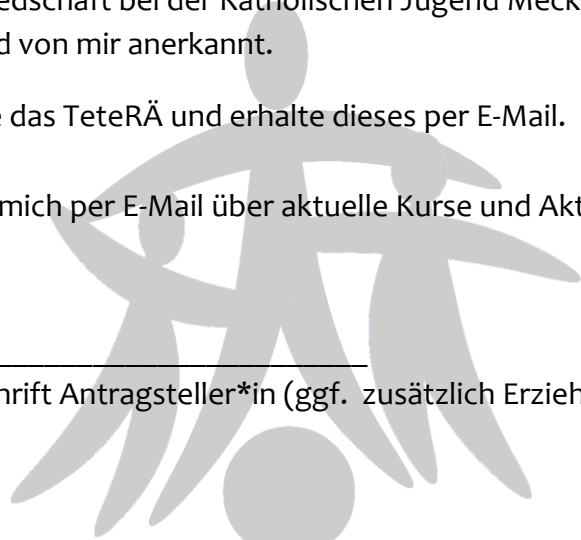 edschaft bei der Katholischen Jugend Meck
d von mir anerkannt.
e das TeteRÄ und erhalte dieses per E-Mail.
mich per E-Mail über aktuelle Kurse und Akt
hrift Antragsteller*in (ggf. zusätzlich Erzieh